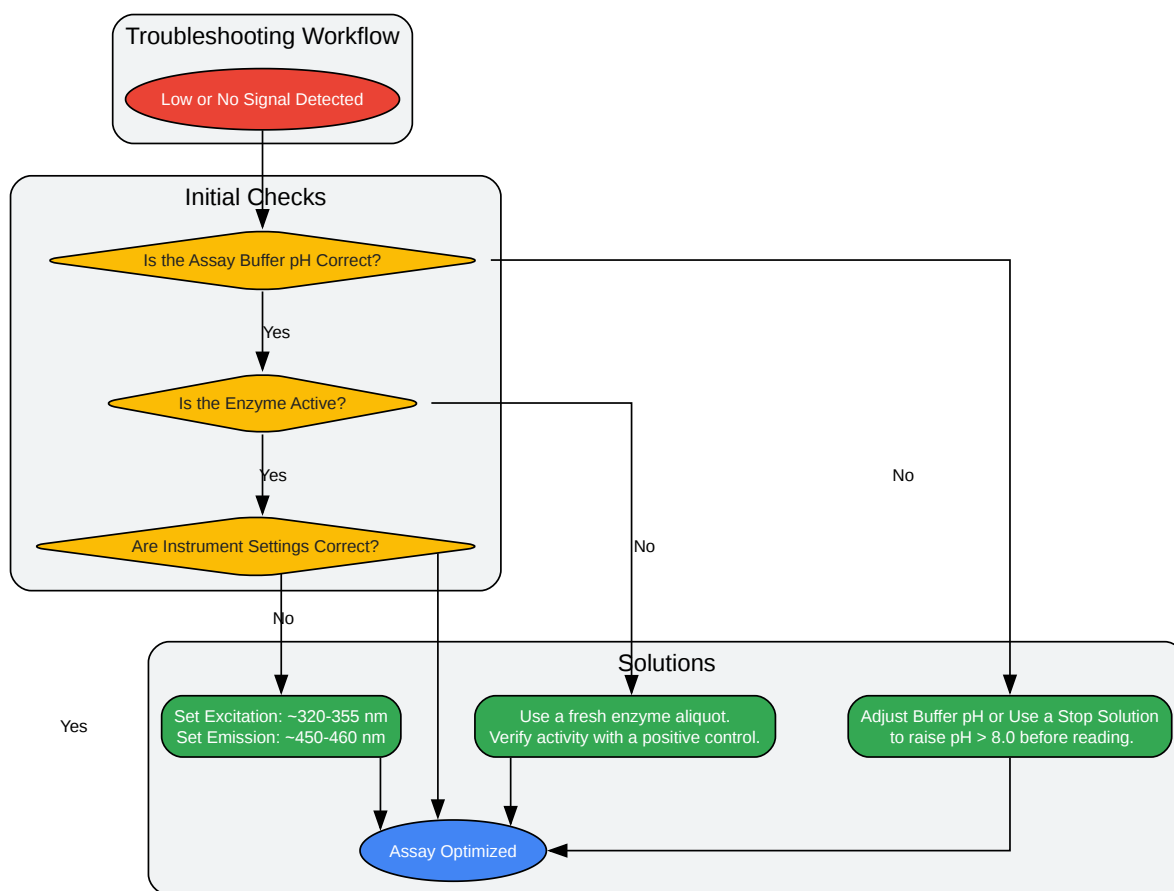 Troubleshooting Workflow
Low or No Signal Detected
Initial Checks
Is the Assay Buffer pH Correct?
Yes
Is the Enzyme Active?
Yes
No
Are Instrument Settings Correct?
No
No
Solutions
Yes
Set Excitation: ~320-355 nm
Set Emission: ~450-460 nm
Use a fresh enzyme aliquot.
Verify activity with a positive control.
Adjust Buffer pH or Use a Stop Solution
to raise pH > 8.0 before reading.
Assay Optimized